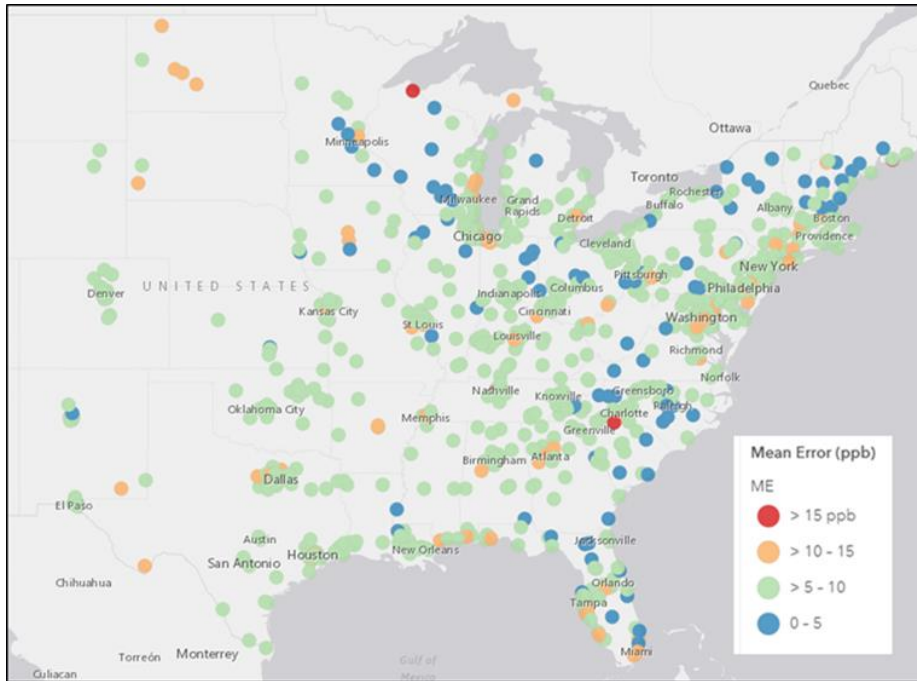 Quebec
Ottawa
Minneapolis
Toronto
Rochester
Milwaukee
Grand
Rapids
Buffalo
Albany
Detroit
Boston
Chicago
Providence
Cleveland
New York
Pittsburgh
UNITED STATES
Denver
Indianapolis
Columbus
Philadelphia
Kansas City
St Louis
Cincinnati
Washington
Louisville
Richmond
Norfolk
Nashville
Knoxville
Greensboro
Oklahoma City
Memphis
Charlotte
Raleigh
Greenville
Birmingham
Atlanta
Dallas
El Paso
Austin
Jacksonville
San Antonio
Houston
New Orleans
Chihuahua
Orlando
Tampa
Torreón
Monterrey
Miami
Culiacan
Gulf of
Mexico
Mean Error (ppb)
ME
> 15 ppb
> 10 - 15
> 5 - 10
0 - 5